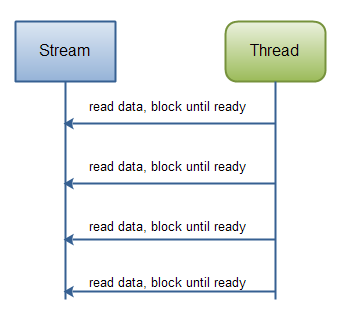 Stream
Thread
read data, block until ready
read data, block until ready
read data, block until ready
read data, block until ready